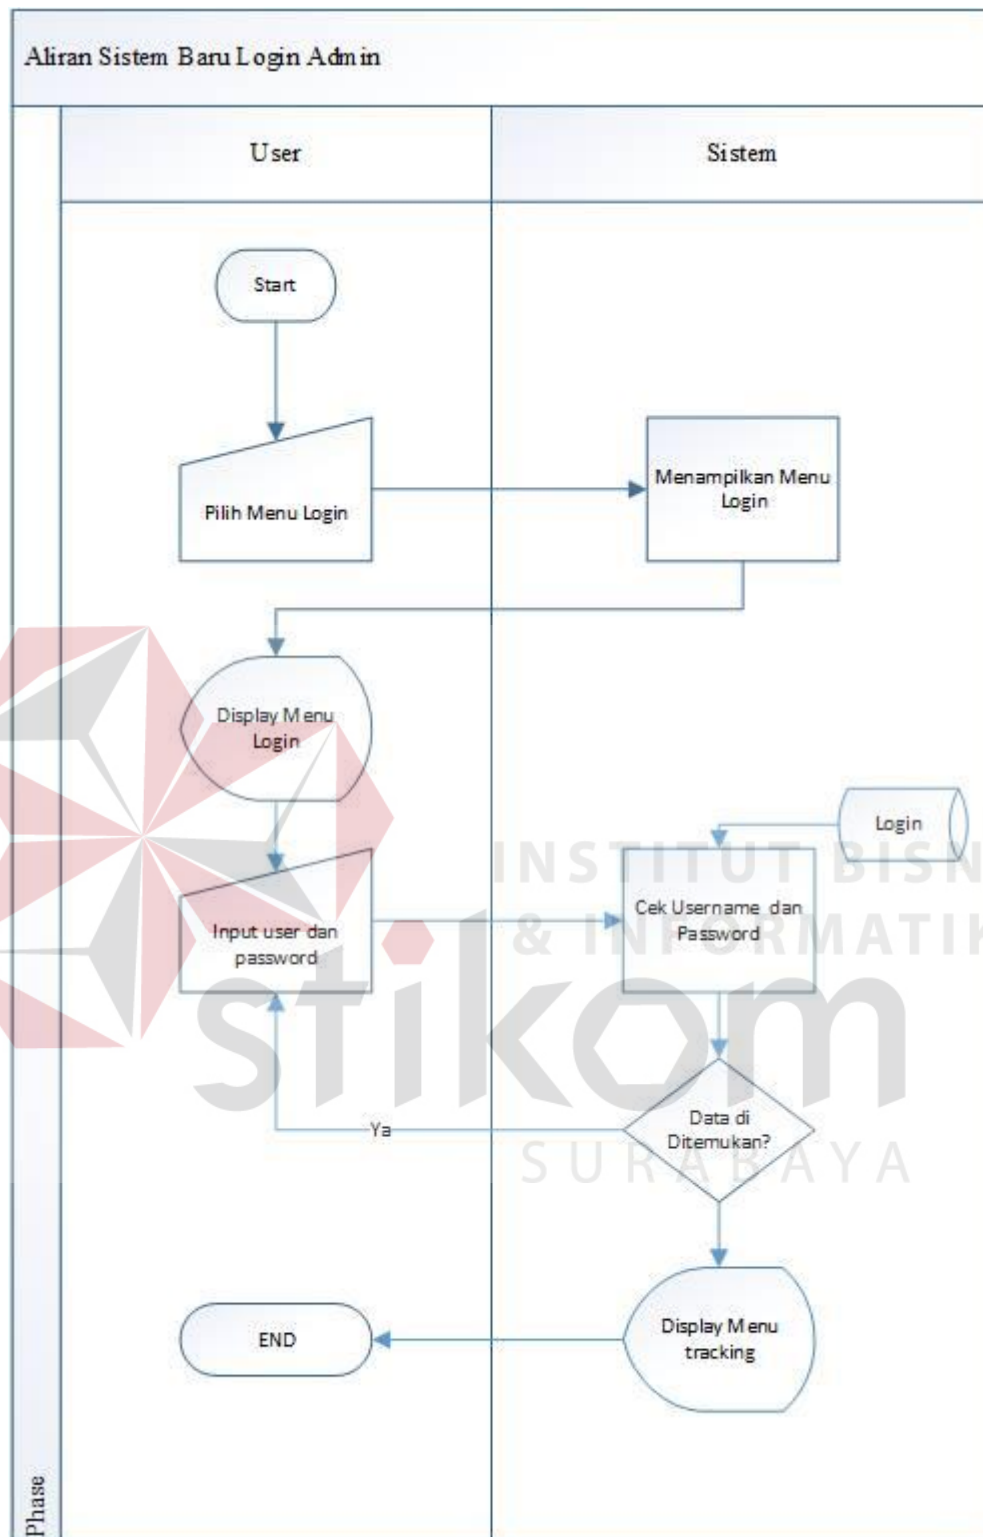 Aliran Sistem Baru Login Admin
User
Sistem
Start
Pilih Menu Login
Menampilkan Menu
Login
Display Menu
Login
Login
Input user dan
password
Cek Username dan
Password
Data di
Ditemukan?
Ya
Display Menu
tracking
END
Phase
INSTITUT BISN
& INFORMATIK
stikom
SURABAYA